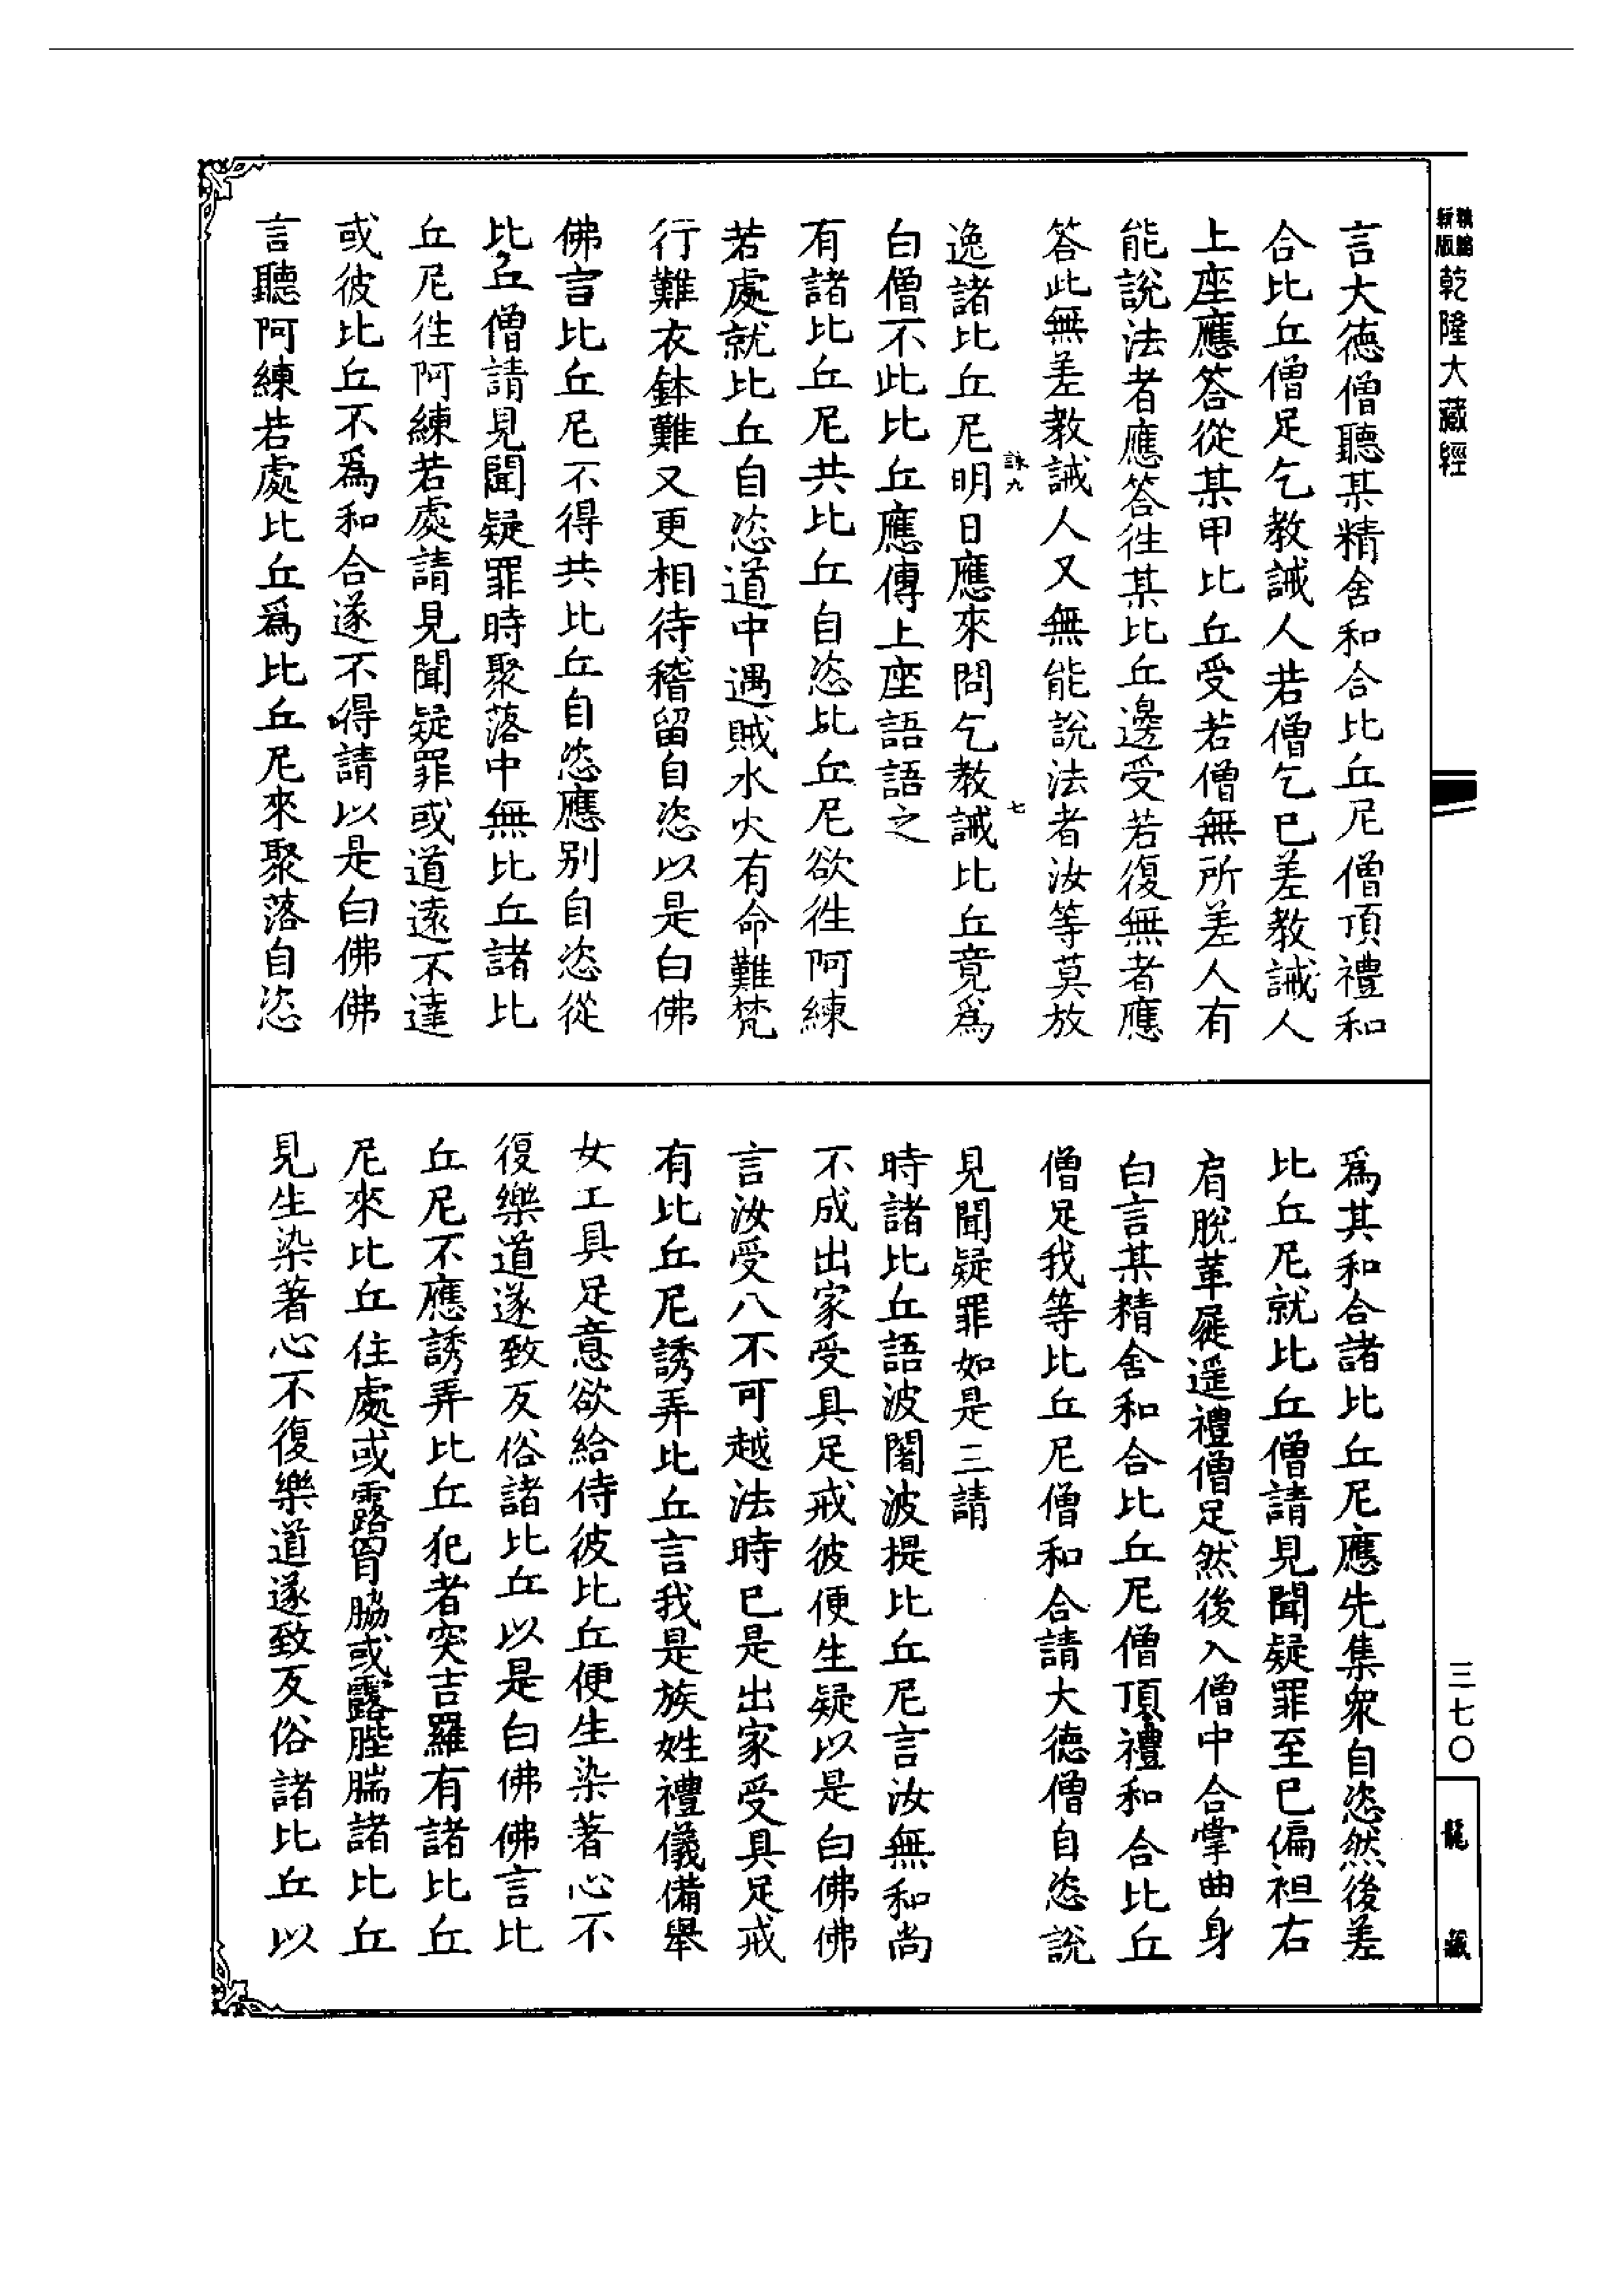 新編
新版
乾隆大藏經
言大德僧聽某精舍和合比丘尼僧頂禮和
合比丘僧足乞教誡人若僧乞已差教誡人
上座應答從某甲比丘受若僧無所差人有
能說法者應答徃某比丘邊受若復無者應
答此無差教誡人又無能說法者汝等莫放
詠九
七
逸諸比丘尼明日應來問乞教誡比丘竟爲
白僧不此比丘應傳上座語語之
有諸比丘尼共比丘自恣比丘尼欲徃阿練
若處就比丘自恣道中遇賊水火有命難梵
行難衣鉢難又更相待稽留自恣以是白佛
佛言比丘尼不得共比丘自恣應別自恣從
比丘僧請見聞疑罪時聚落中無比丘諸比
丘尼徃阿練若處請見聞疑罪或道遠不達
或彼比丘不爲和合遂不得請以是白佛佛
言聽阿練若處比丘爲比丘尼來聚落自恣
爲其和合諸比丘尼應先集衆自恣然後差
比丘尼就比丘僧請見聞疑罪至已偏袒右
肩脫革屣遥禮僧足然後入僧中合掌曲身
白言某精舍和合比丘尼僧頂禮和合比丘
僧足我等比丘尼僧和合請大德僧自恣說
見聞疑罪如是三請
時諸比丘語波闍波提比丘尼言汝無和尚
不成出家受具足戒彼便生疑以是白佛佛
言汝受八不可越法時已是出家受具足戒
有比丘尼誘弄比丘言我是族姓禮儀備舉
女工具足意欲給侍彼比丘便生染著心不
復樂道遂致反俗諸比丘以是白佛佛言比
丘尼不應誘弄比丘犯者突吉羅有諸比丘
尼來比丘住處或露胷脇或露䏶腨諸比丘
見生染著心不復樂道遂致反俗諸比丘以
三七〇
龍藏